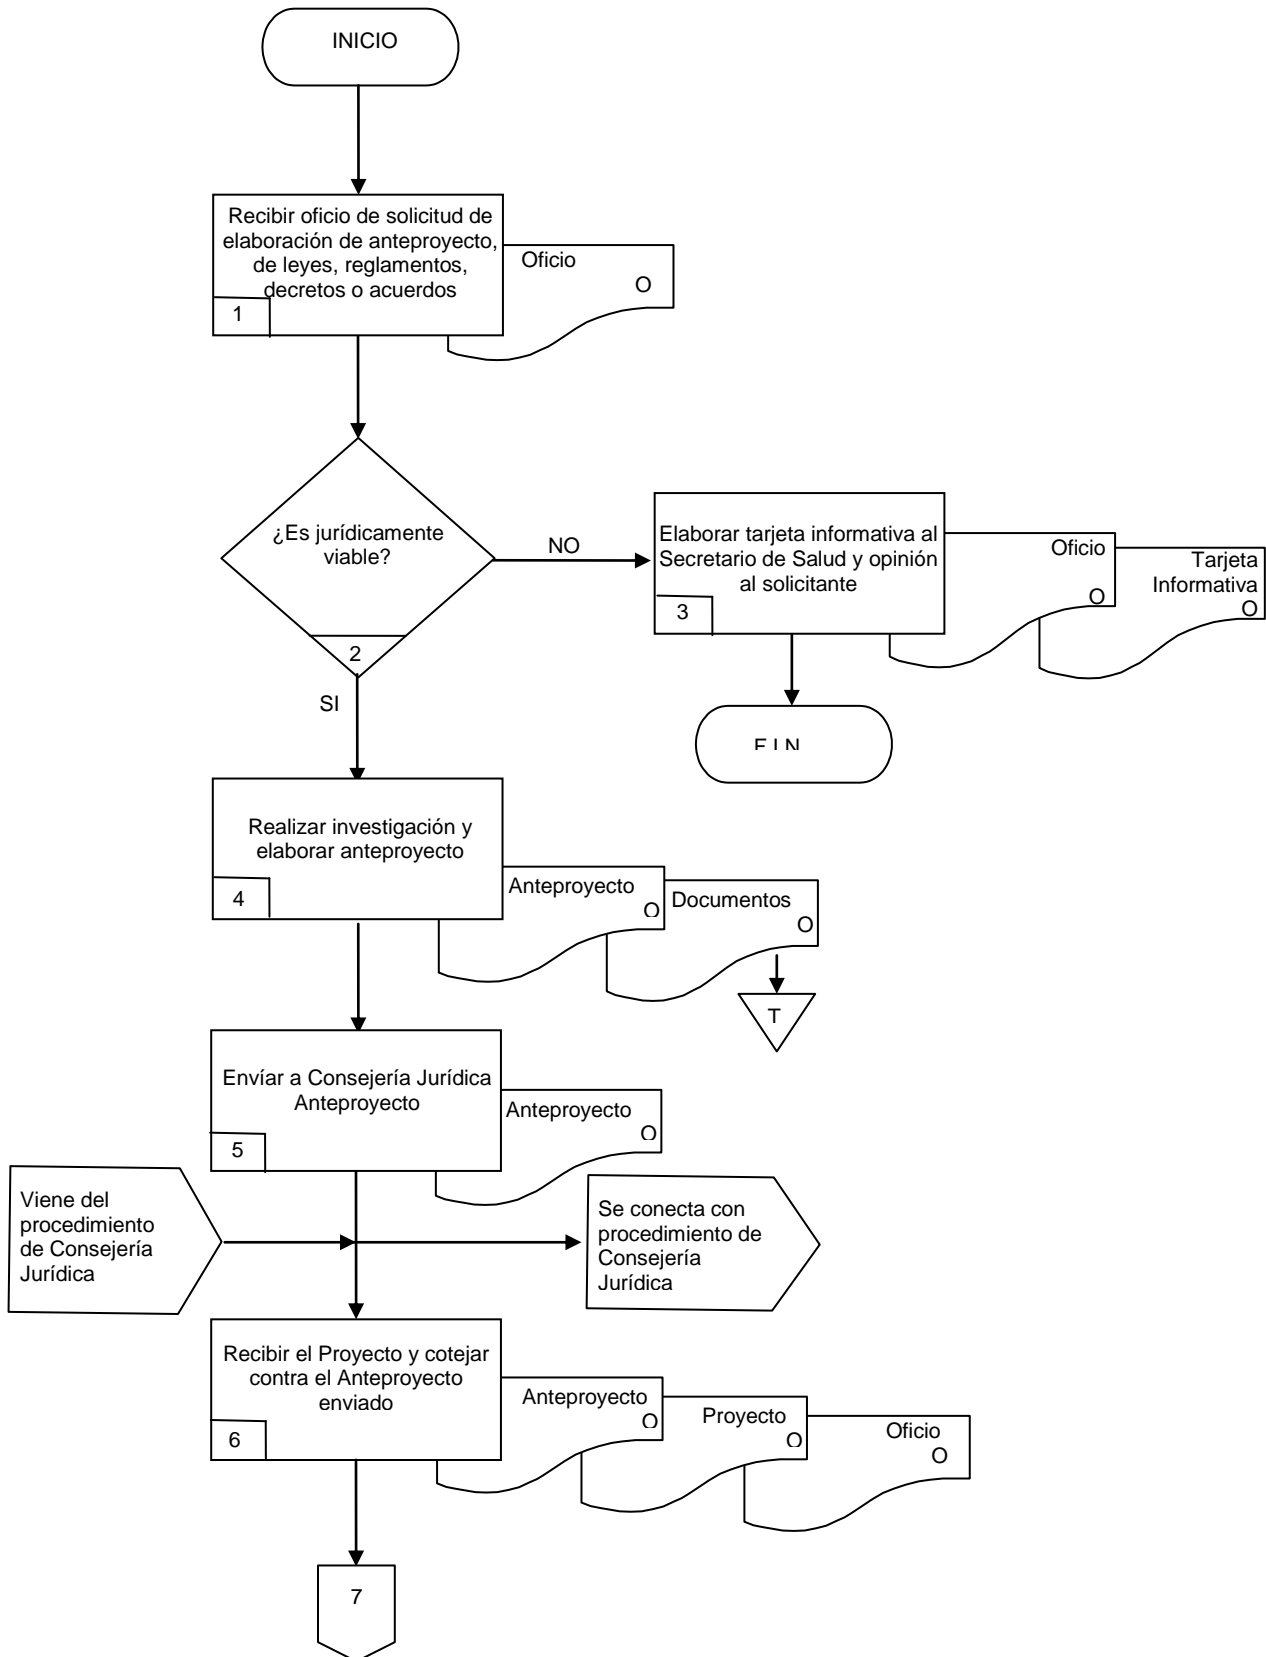 INICIO
Recibir oficio de solicitud de
elaboración de anteproyecto,
de leyes, reglamentos,
decretos o acuerdos
1
Oficio
O
¿Es jurídicamente
viable?
2
NO
SI
Elaborar tarjeta informativa al
Secretario de Salud y opinión
al solicitante
3
Oficio
O
Tarjeta
Informativa
O
F I N
Realizar investigación y
elaborar anteproyecto
4
Anteproyecto
O
Documentos
O
T
Envíar a Consejería Jurídica
Anteproyecto
5
Anteproyecto
O
Viene del
procedimiento
de Consejería
Jurídica
Se conecta con
procedimiento de
Consejería
Jurídica
Recibir el Proyecto y cotejar
contra el Anteproyecto
enviado
6
Anteproyecto
O
Proyecto
O
Oficio
O
7